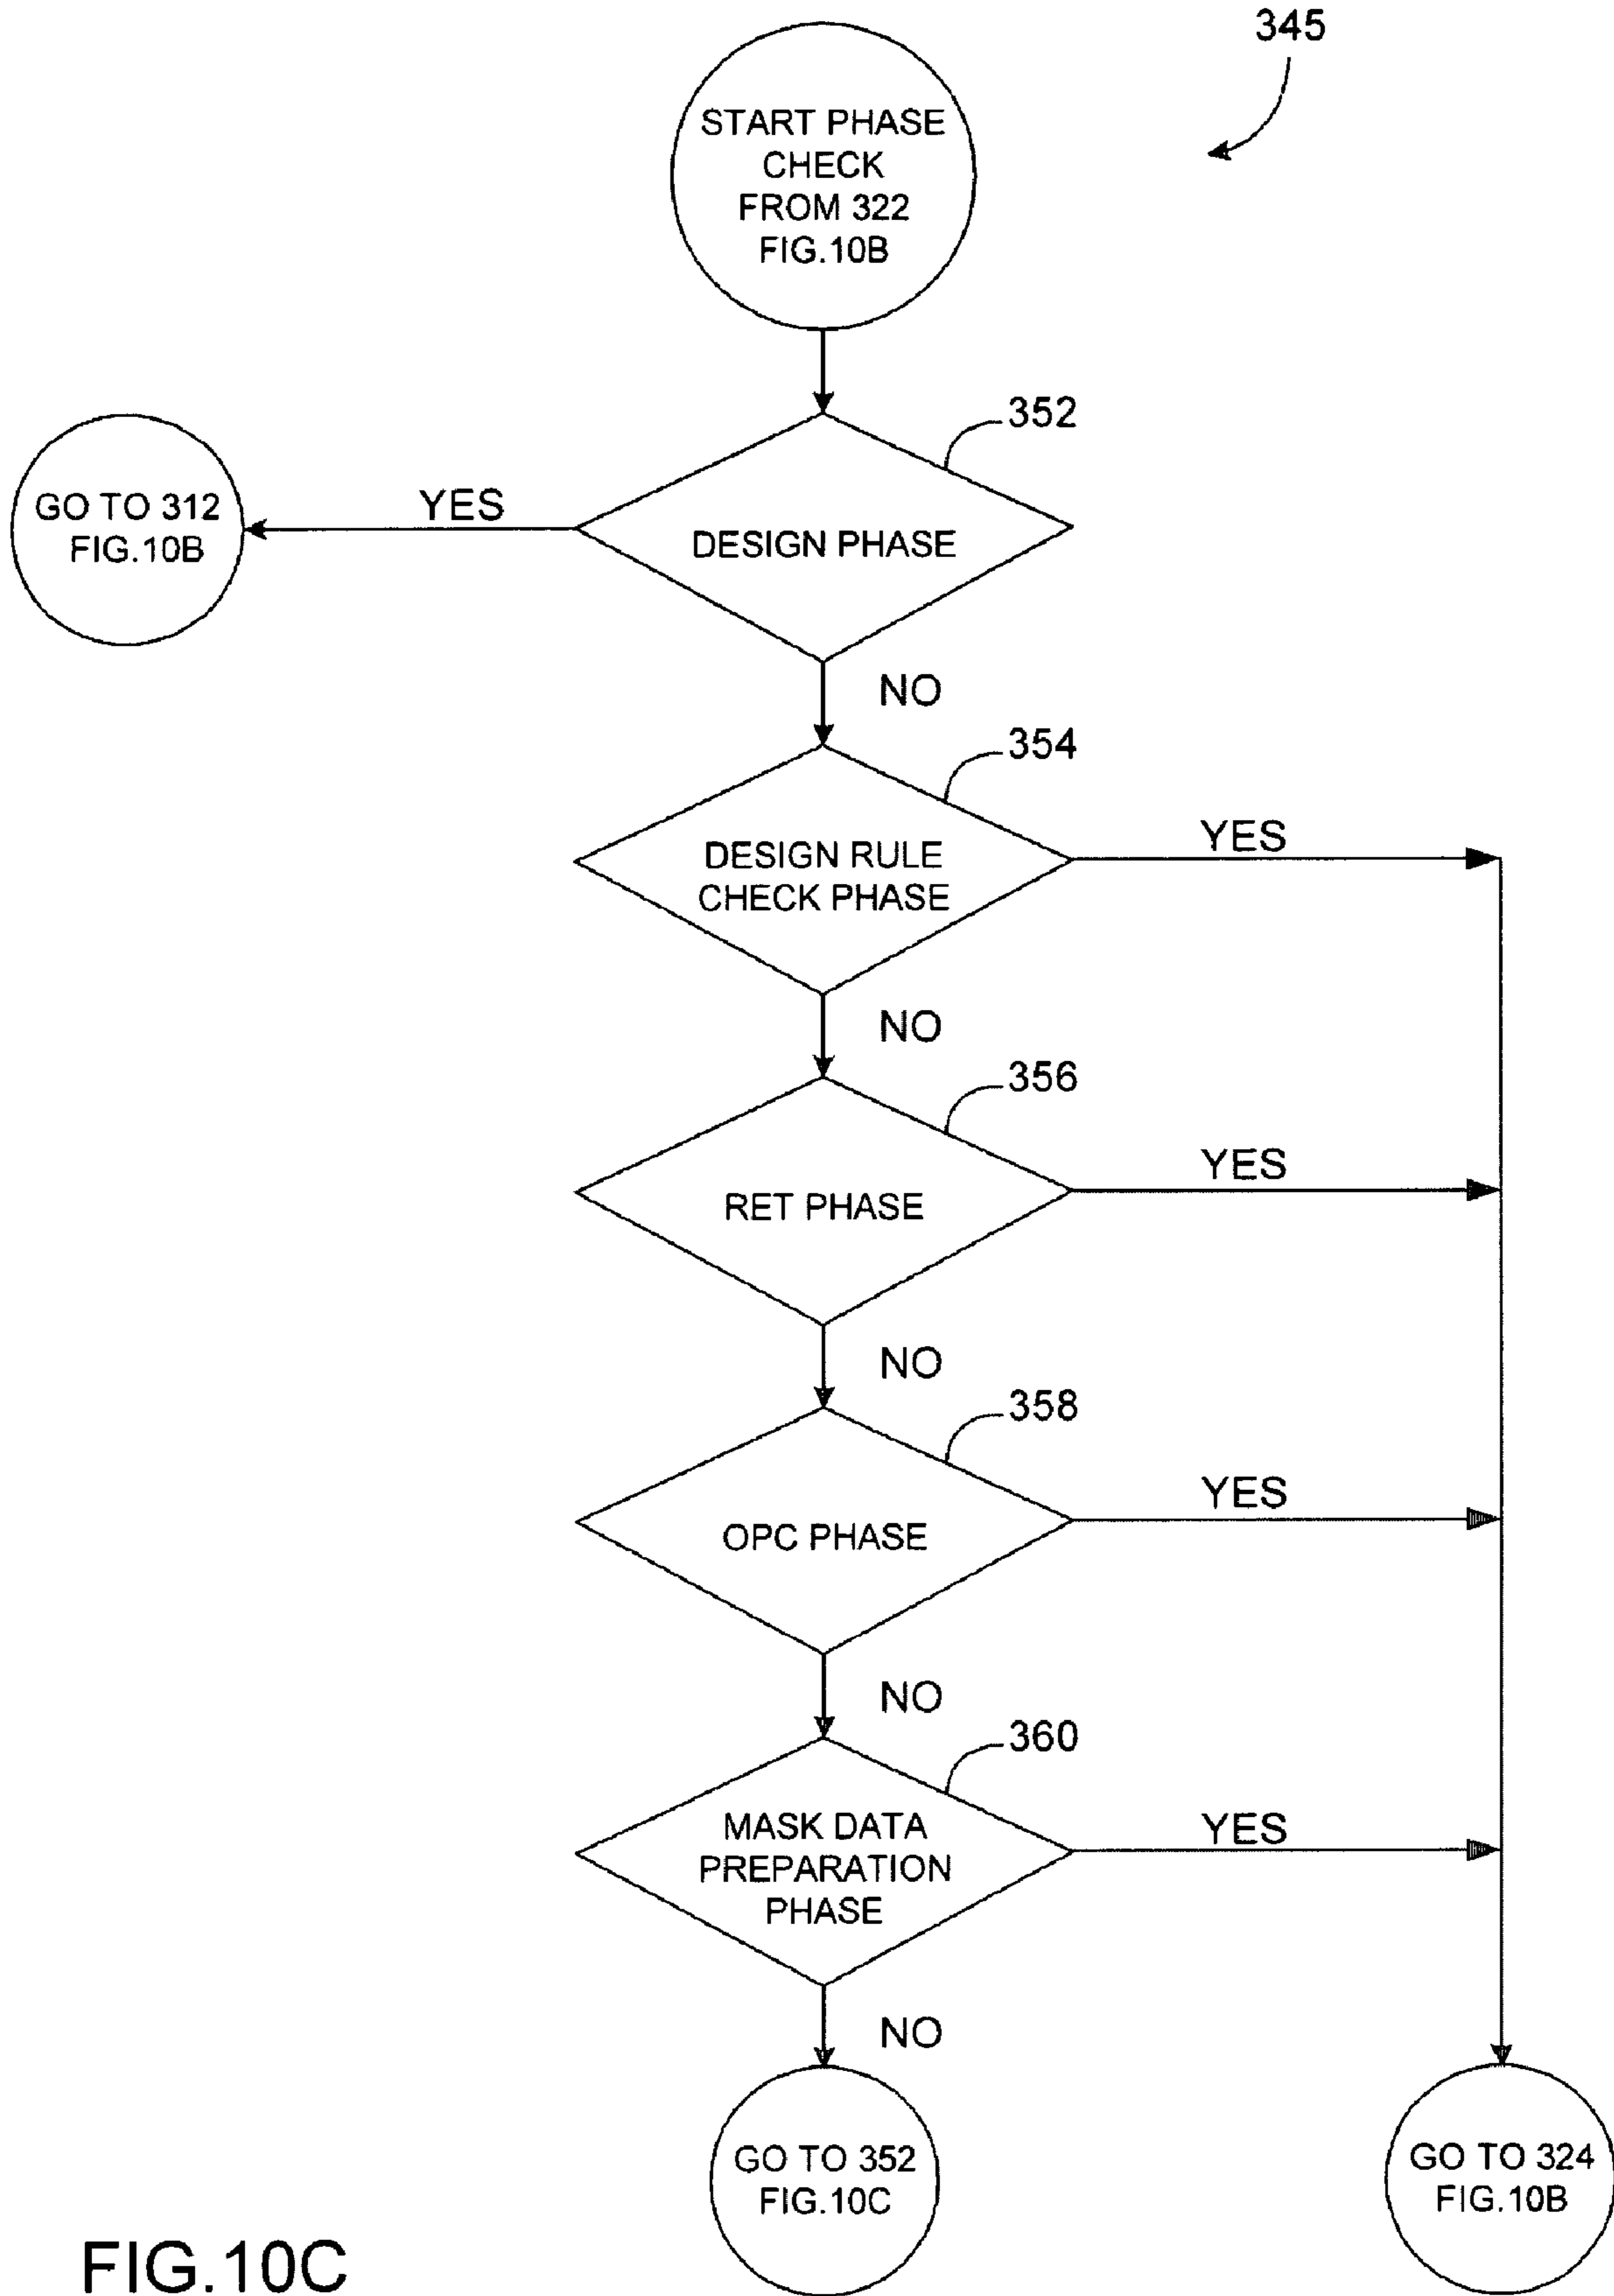 345
START PHASE
CHECK
FROM 322
FIG.10B
352
GO TO 312
FIG.10B
YES
DESIGN PHASE
NO
354
DESIGN RULE
CHECK PHASE
YES
NO
356
RET PHASE
YES
NO
358
OPC PHASE
YES
NO
360
MASK DATA
PREPARATION
PHASE
YES
NO
GO TO 352
FIG.10C
GO TO 324
FIG.10B
FIG.10C